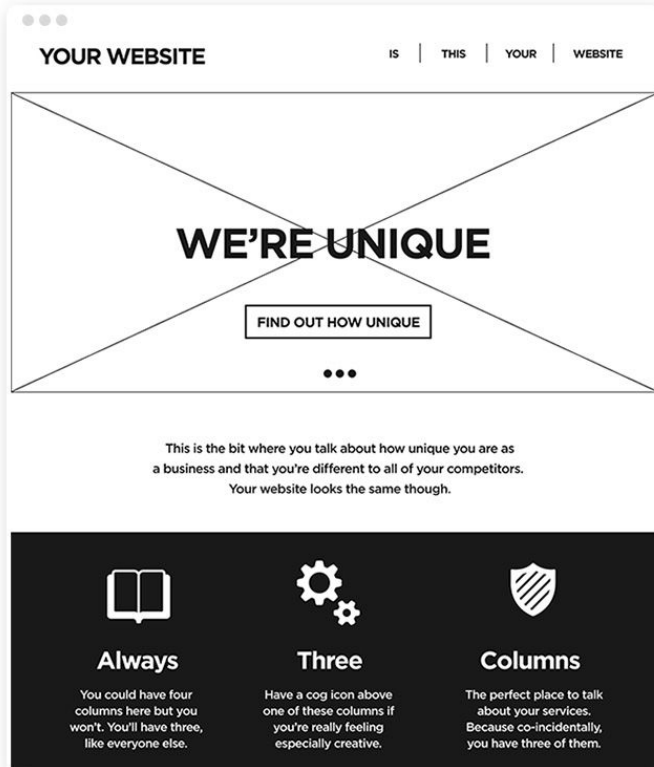 YOUR WEBSITE
IS | THIS | YOUR | WEBSITE
WE’RE UNIQUE
FIND OUT HOW UNIQUE
This is the bit where you talk about how unique you are as
a business and that you’re different to all of your competitors.
Your website looks the same though.
Always
You could have four
columns here but you
won’t. You’ll have three,
like everyone else.
Three
Have a cog icon above
one of these columns if
you’re really feeling
especially creative.
Columns
The perfect place to talk
about your services.
Because co-incidentally,
you have three of them.